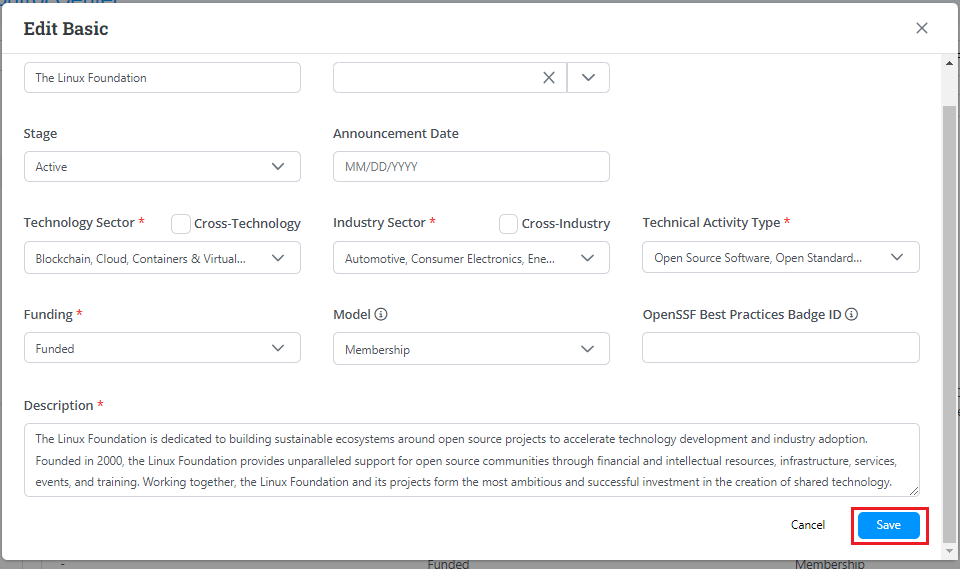 Edit Basic
The Linux Foundation
Stage
Announcement Date
Active
MM/DD/YYYY
Technology Sector *
Cross-Technology
Industry Sector *
Cross-Industry
Technical Activity Type *
Blockchain, Cloud, Containers & Virtual...
Automotive, Consumer Electronics, Ene...
Open Source Software, Open Standard...
Funding *
Model
OpenSSF Best Practices Badge ID
Funded
Membership
Description *
The Linux Foundation is dedicated to building sustainable ecosystems around open source projects to accelerate technology development and industry adoption.
Founded in 2000, the Linux Foundation provides unparalleled support for open source communities through financial and intellectual resources, infrastructure, services,
events, and training. Working together, the Linux Foundation and its projects form the most ambitious and successful investment in the creation of shared technology.
Cancel
Save
-
Funded
Membership